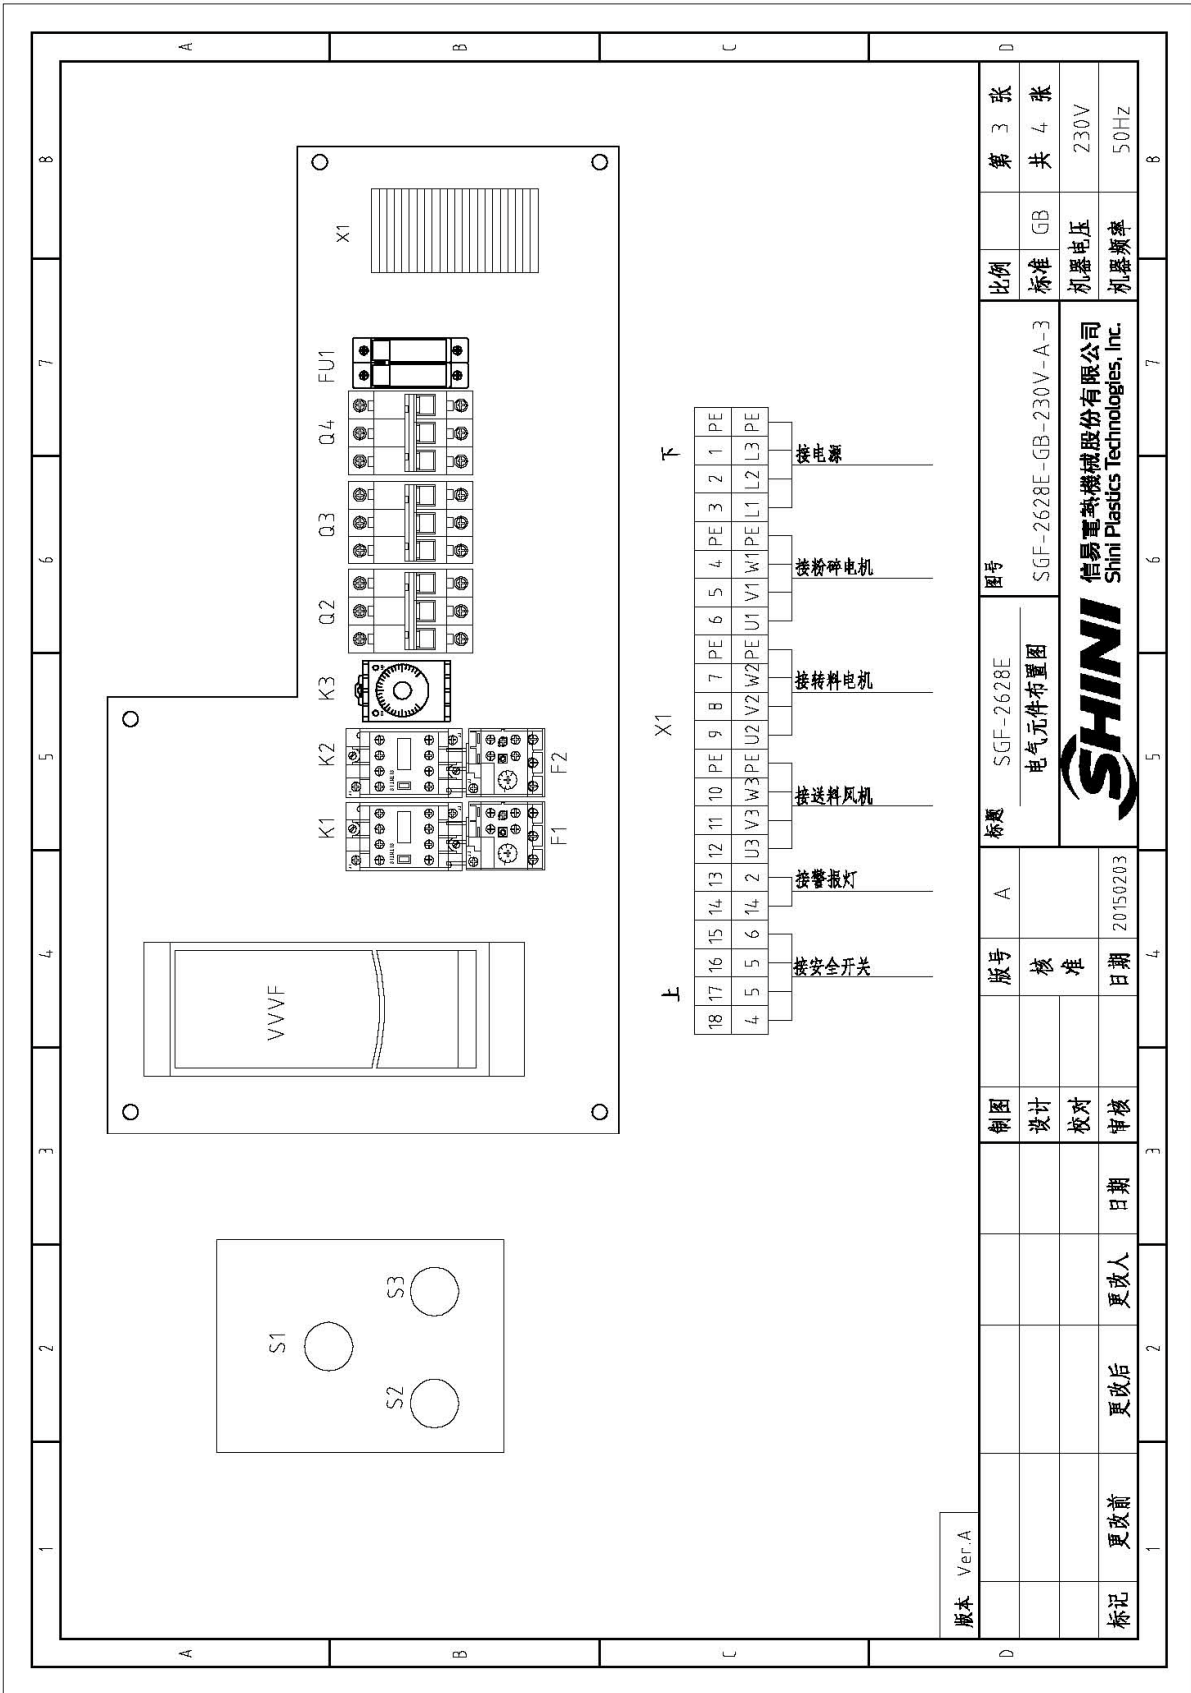 1 2 3 4 5 6 7 8
A
B
C
D
A
B
C
D
VVVF
K1
K2
K3
Q2
Q3
Q4
FU1
X1
F1
F2
S1
S2
S3
上
X1
下
18 17 16 15 14 13 12 11 10 PE 9 8 7 PE 6 5 4 PE 3 2 1 PE
4 5 5 6 14 2 U3 V3 W3 PE U2 V2 W2 PE U1 V1 W1 PE L1 L2 L3 PE
接安全开关
接警报灯
接送料风机
接转料电机
接粉碎电机
接电源
版本 Ver.A
标记 更改前 更改后 更改人 日期
制图
设计
校对
审核
版号 A
核准
日期 20150203
标题
SGF-2628E
电气元件布置图
图号
SGF-2628E-GB-230V-A-3
SHINI
信易電熱機械股份有限公司
Shini Plastics Technologies, Inc.
比例
第 3 张
标准 GB
共 4 张
机器电压 230V
机器频率 50Hz
1 2 3 4 5 6 7 8